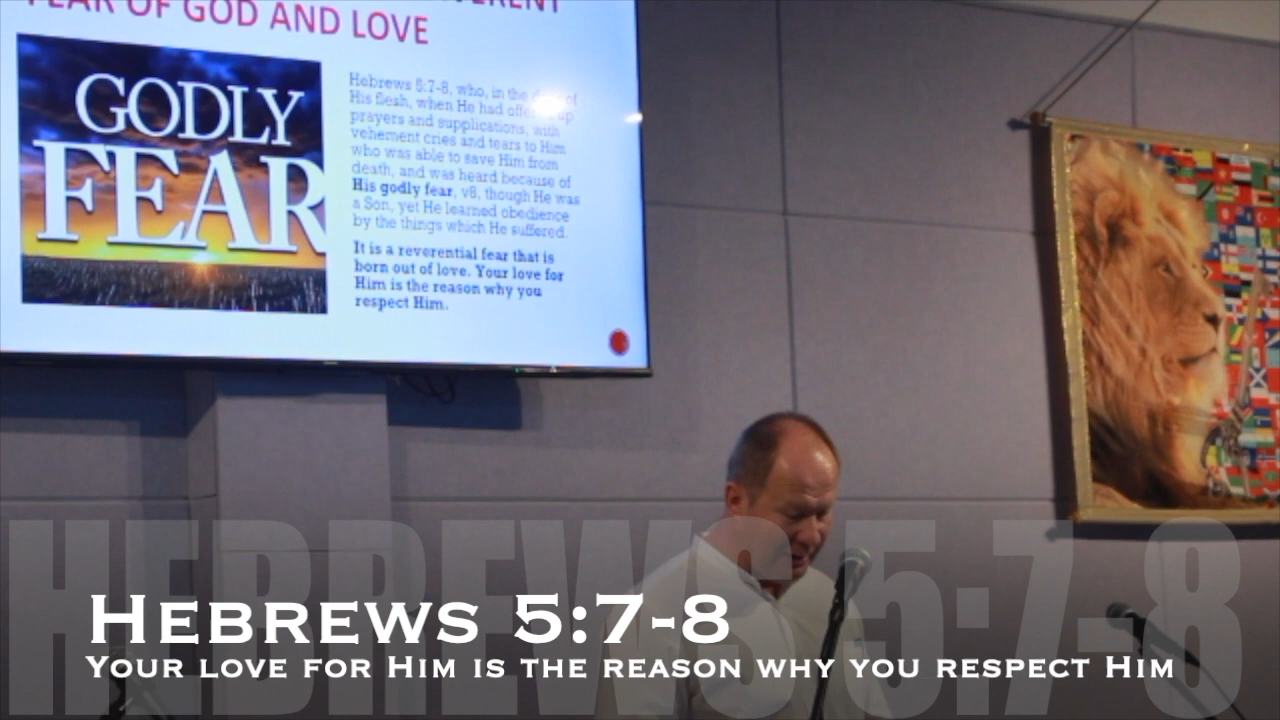 FEAR OF GOD AND LOVE
GODLY
FEAR
Hebrews 5:7-8, who, in the of
His flesh, when He had up
prayers and supplications, with
vehement cries and tears to Him
who was able to save Him from
death, and was heard because of
His godly fear, v8, though He was
a Son, yet He learned obedience
by the things which He suffered.
It is a reverential fear that is
born out of love. Your love for
Him is the reason why you
respect Him.
HEBREWS 5:7-8
Hebrews 5:7-8
Your love for Him is the reason why you respect Him